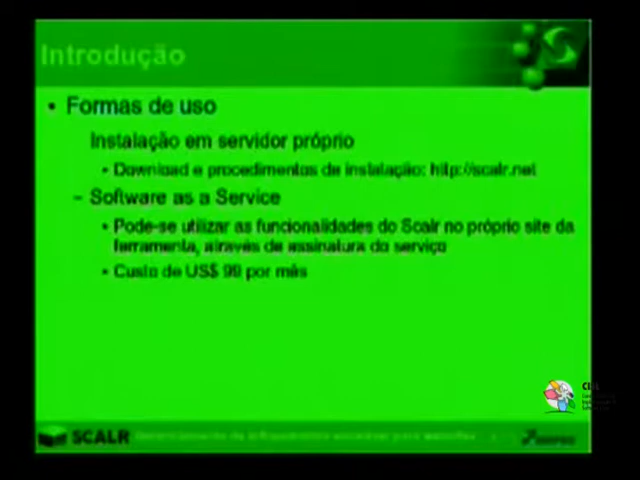 Introdução
• Formas de uso
Instalação em servidor próprio
• Download e procedimentos de instalação: http://scalr.net
– Software as a Service
• Pode-se utilizar as funcionalidades do Scalr no próprio site da
ferramenta, através de assinatura do serviço
• Custo de US$ 99 por mês
SCALR